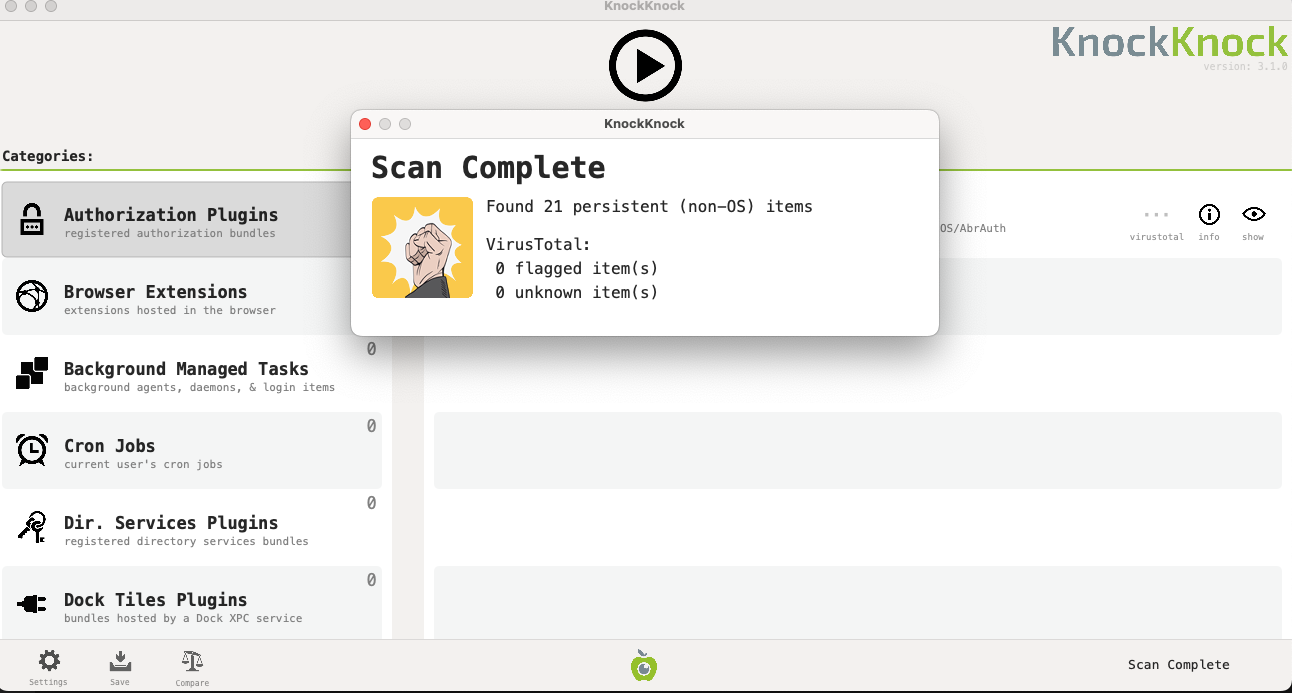 KnockKnock
KnockKnock
version: 3.1.0
KnockKnock
Scan Complete
Found 21 persistent (non-OS) items
VirusTotal:
0 flagged item(s)
0 unknown item(s)
Categories:
Authorization Plugins
registered authorization bundles
OS/AbrAuth
virustotal
info
show
Browser Extensions
extensions hosted in the browser
0
Background Managed Tasks
background agents, daemons, & login items
0
Cron Jobs
current user's cron jobs
0
Dir. Services Plugins
registered directory services bundles
0
Dock Tiles Plugins
bundles hosted by a Dock XPC service
Settings
Save
Compare
Scan Complete